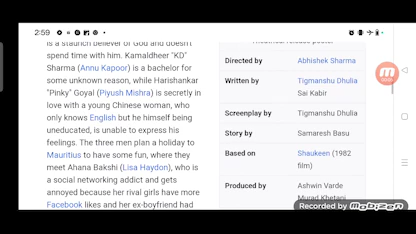 2:59
is a staunch believer of God and doesn't
spend time with him. Kamaldheer "KD"
Sharma (Annu Kapoor) is a bachelor for
some unknown reason, while Harishankar
"Pinky" Goyal (Piyush Mishra) is secretly in
love with a young Chinese woman, who
only knows English but he himself being
uneducated, is unable to express his
feelings. The three men plan a holiday to
Mauritius to have some fun, where they
meet Ahana Bakshi (Lisa Haydon), who is
a social networking addict and gets
annoyed because her rival girls have more
Facebook likes and her ex-boyfriend had
Theatrical release poster
Directed by Abhishek Sharma
Written by Tigmanshu Dhulia
Sai Kabir
Screenplay by Tigmanshu Dhulia
Story by Samaresh Basu
Based on Shaukeen (1982
film)
Produced by Ashwin Varde
Murad Khetani
Recorded by Mobizen